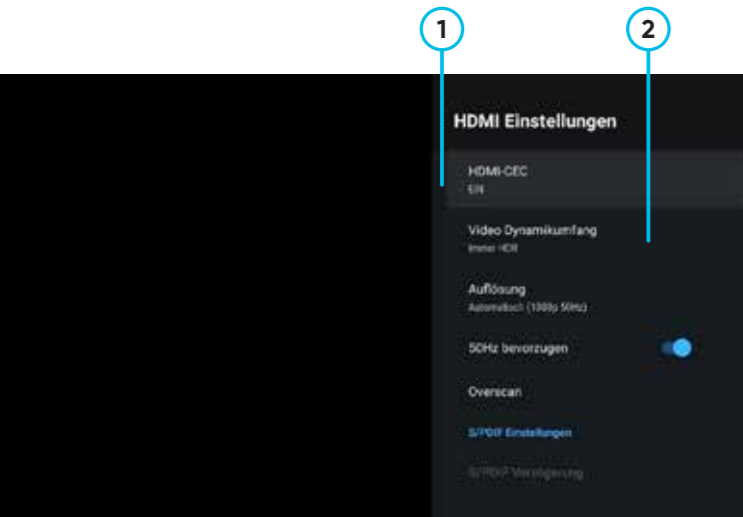 1 2
HDMI Einstellungen
HDMI-CEC
EIN
Video Dynamikumfang
Immer HDR
Auflösung
Automatisch (1080p 50Hz)
50Hz bevorzugen
Overscan
S/PDIF Einstellungen
S/PDIF Verzögerung